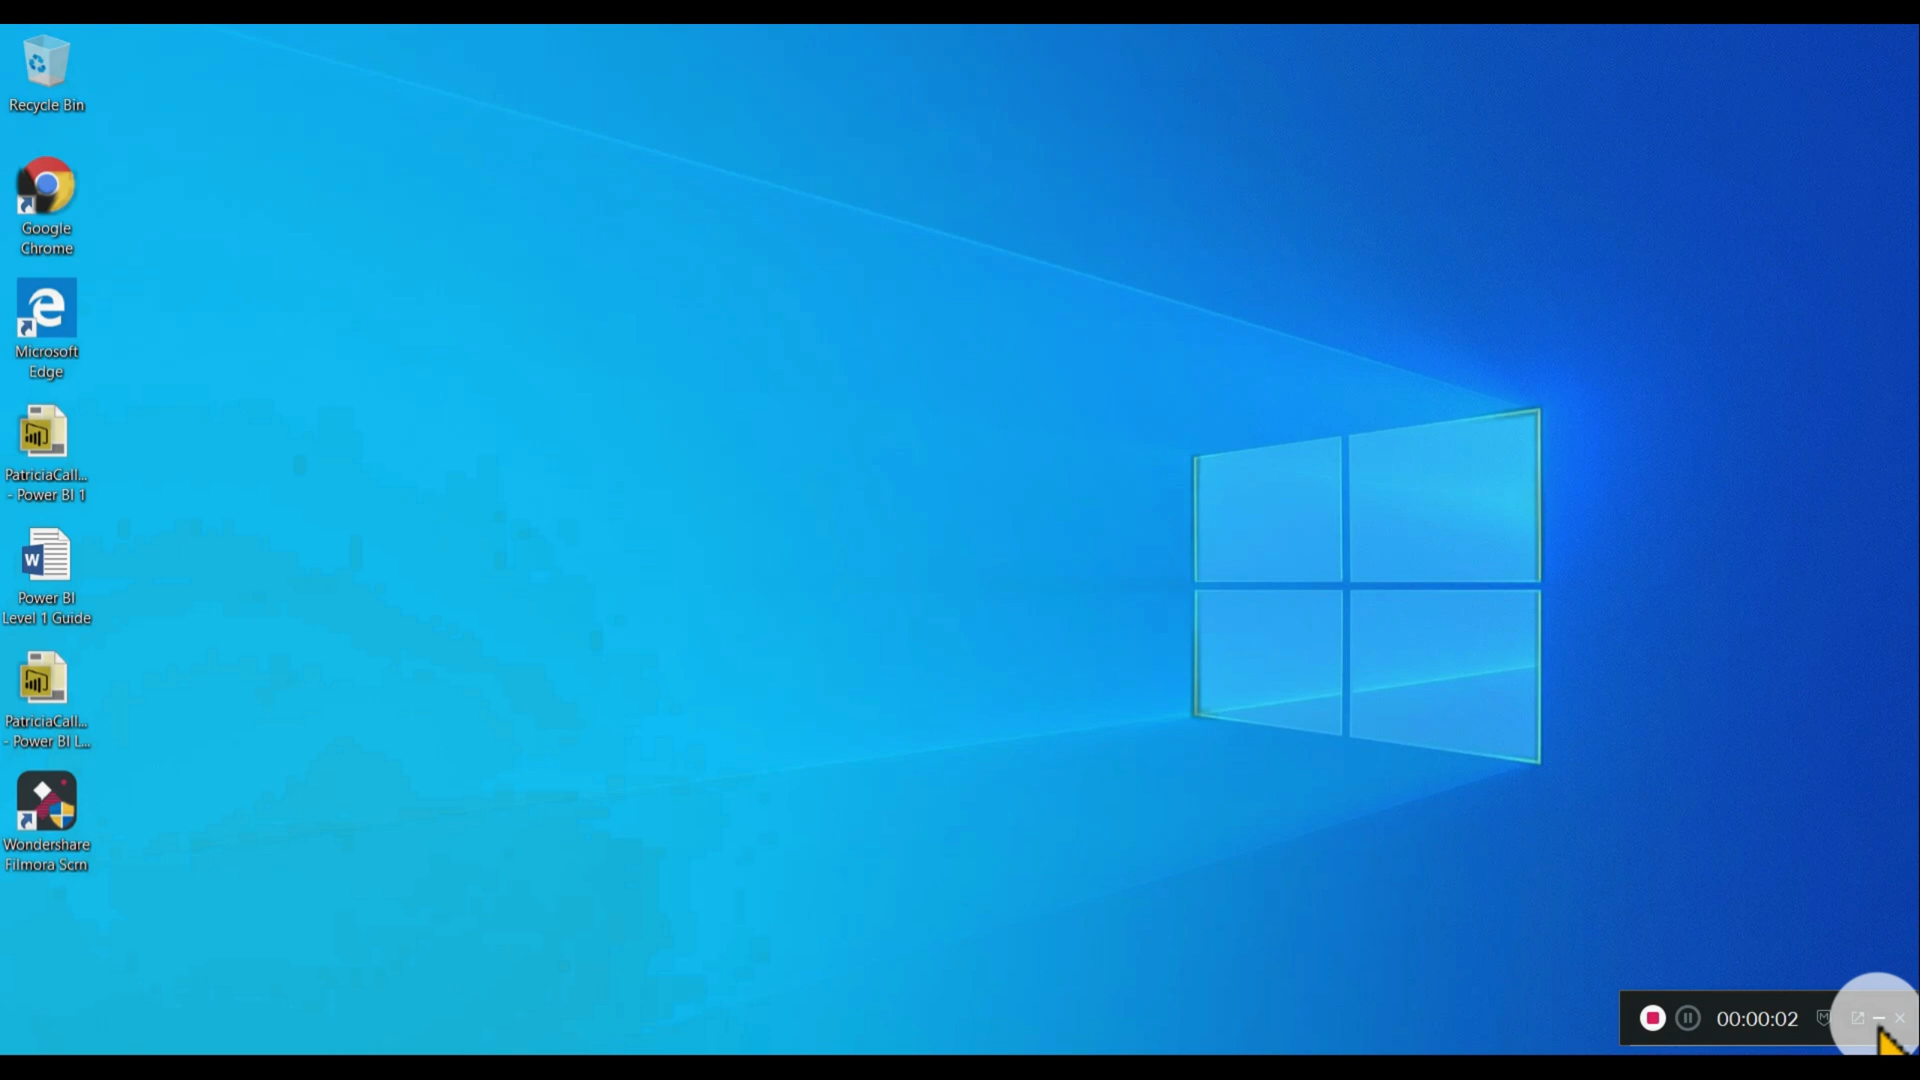 Recycle Bin
Google
Chrome
Microsoft
Edge
PatriciaCall...
- Power BI 1
W
Power BI
Level 1 Guide
PatriciaCall...
- Power BI L...
Wondershare
Filmora Scrn
00:00:02